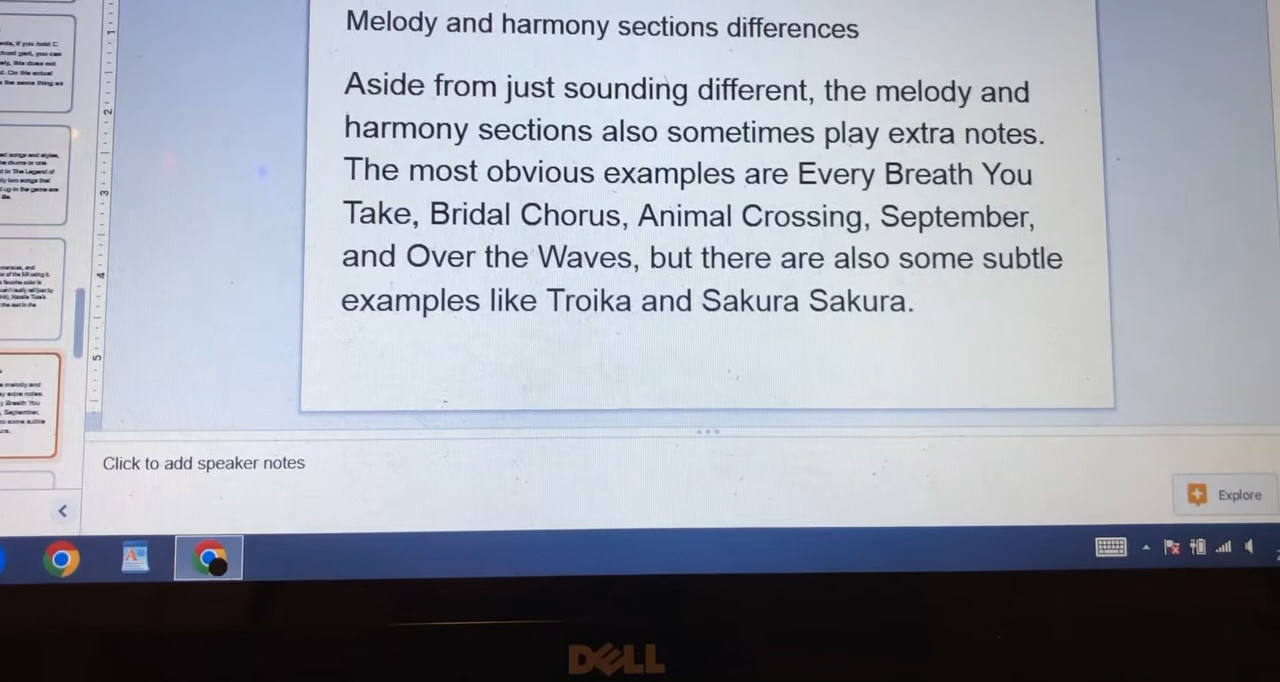 Melody and harmony sections differences
Aside from just sounding different, the melody and
harmony sections also sometimes play extra notes.
The most obvious examples are Every Breath You
Take, Bridal Chorus, Animal Crossing, September,
and Over the Waves, but there are also some subtle
examples like Troika and Sakura Sakura.
Click to add speaker notes
Explore
DELL